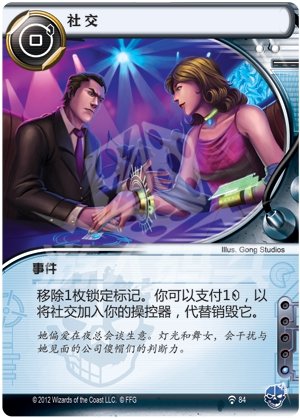 0
社交
Illus. Gong Studios
事件
移除1枚锁定标记。你可以支付1，以
将社交加入你的操控器，代替销毁它。
她偏爱在夜总会谈生意。灯光和舞女，会干扰与
她见面的公司傧帽们的判断力。
© 2012 Wizards of the Coast LLC. © FFG
84